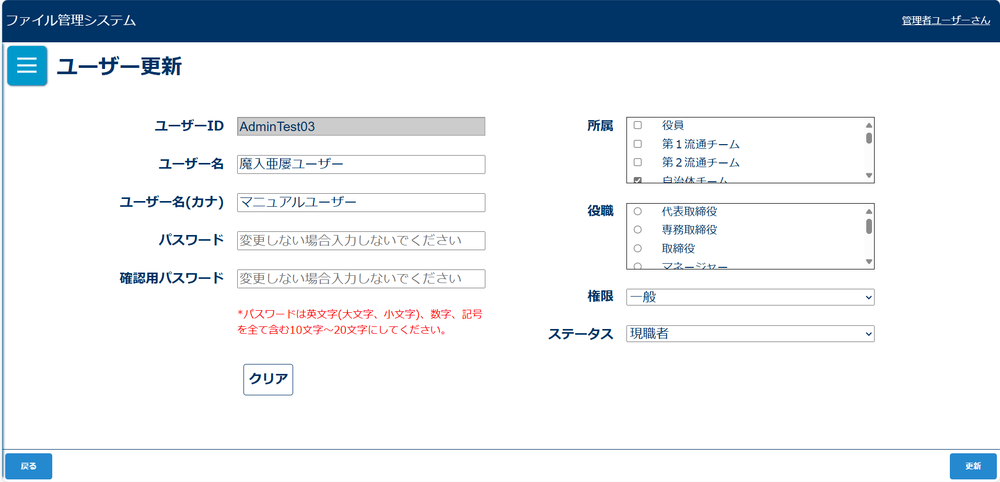 ファイル管理システム
管理者ユーザーさん
ユーザー更新
ユーザーID
AdminTest03
ユーザー名
魔入亜屡ユーザー
ユーザー名(カナ)
マニュアルユーザー
パスワード
変更しない場合入力しないでください
確認用パスワード
変更しない場合入力しないでください
*パスワードは英文字(大文字、小文字)、数字、記号
を全て含む10文字～20文字にしてください。
クリア
所属
役員
第１流通チーム
第２流通チーム
自治体チーム
役職
代表取締役
専務取締役
取締役
マネージャー
権限
一般
ステータス
現職者
戻る
更新